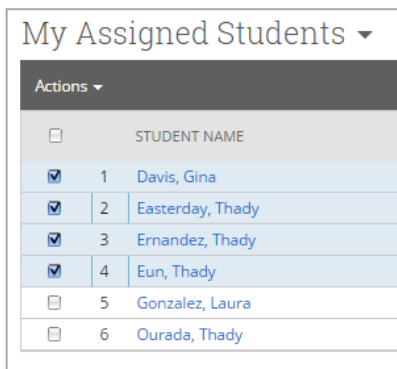 My Assigned Students
Actions
STUDENT NAME
1 Davis, Gina
2 Easterday, Thady
3 Ernandez, Thady
4 Eun, Thady
5 Gonzalez, Laura
6 Ourada, Thady